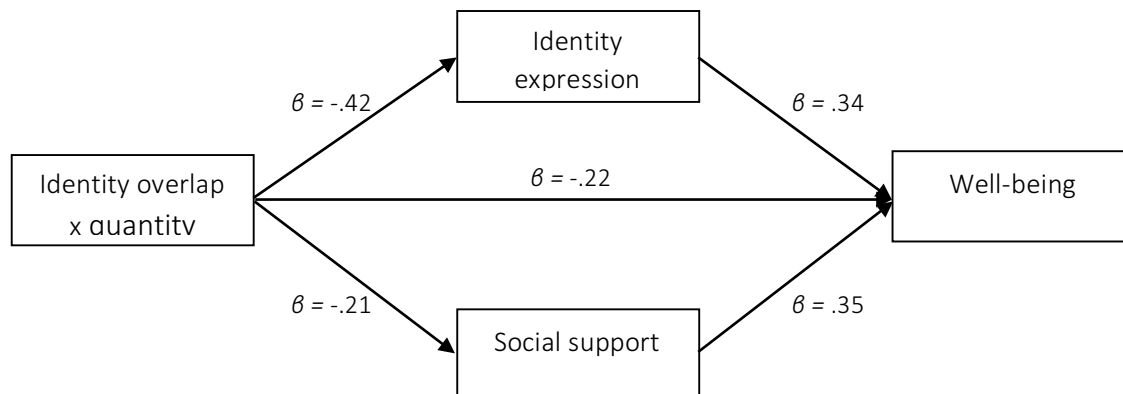 Identity
expression
β = -.42
β = .34
Identity overlap
x quantity
β = -.22
Well-being
β = -.21
β = .35
Social support